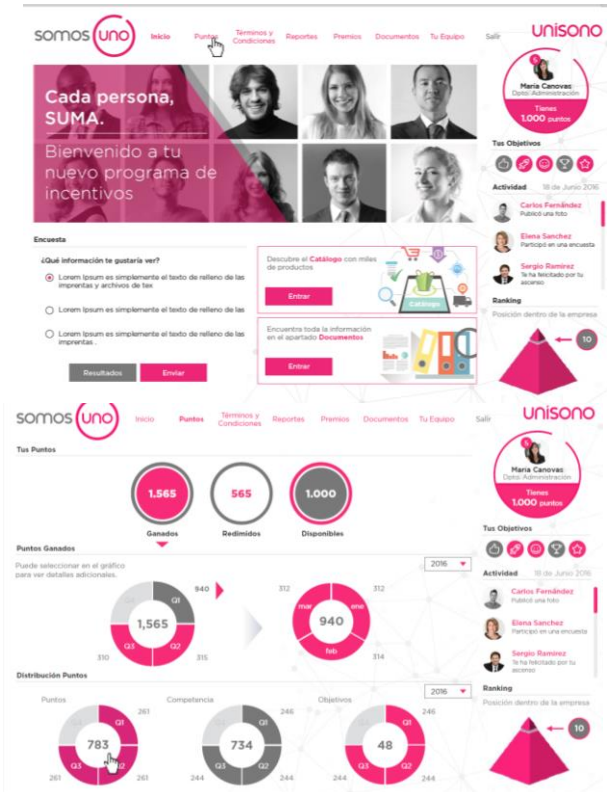 somos uno
Inicio
Puntos
Términos y
Condiciones
Reportes
Premios
Documentos
Tu Equipo
Salir
unísono
5
María Canovas
Dpto: Administración
Tienes
1.000 puntos
Cada persona,
SUMA.
Bienvenido a tu
nuevo programa de
incentivos
Tus Objetivos
Actividad 18 de Junio 2016
Carlos Fernández
Publicó una foto
Elena Sanchez
Participó en una encuesta
Sergio Ramirez
Te ha felicitado por tu
ascenso
Ranking
Posición dentro de la empresa
10
Encuesta
¿Qué información te gustaría ver?
Lorem Ipsum es simplemente el texto de relleno de las
imprentas y archivos de tex
Lorem Ipsum es simplemente el texto de relleno de las
Lorem Ipsum es simplemente el texto de relleno de las
imprentas .
Resultados
Enviar
Descubre el Catálogo con miles
de productos
Entrar
Catálogo
Encuentra toda la información
en el apartado Documentos
Entrar
somos uno
Inicio
Puntos
Términos y
Condiciones
Reportes
Premios
Documentos
Tu Equipo
Salir
unísono
Tus Puntos
1.565
565
1.000
Ganados
Redimidos
Disponibles
5
María Canovas
Dpto: Administración
Tienes
1.000 puntos
Tus Objetivos
Actividad 18 de Junio 2016
Carlos Fernández
Publicó una foto
Elena Sanchez
Participó en una encuesta
Sergio Ramirez
Te ha felicitado por tu
ascenso
Ranking
Posición dentro de la empresa
10
Puntos Ganados
Puede seleccionar en el gráfico
para ver detalles adicionales.
2016
940
Q1
1,565
Q3
Q2
310
315
312
312
mar
ene
940
feb
314
Distribución Puntos
2016
Puntos
261
Q1
783
Q3
Q2
261
261
Competencia
246
Q1
734
Q3
Q2
244
244
Objetivos
246
Q1
48
Q3
Q2
244
244